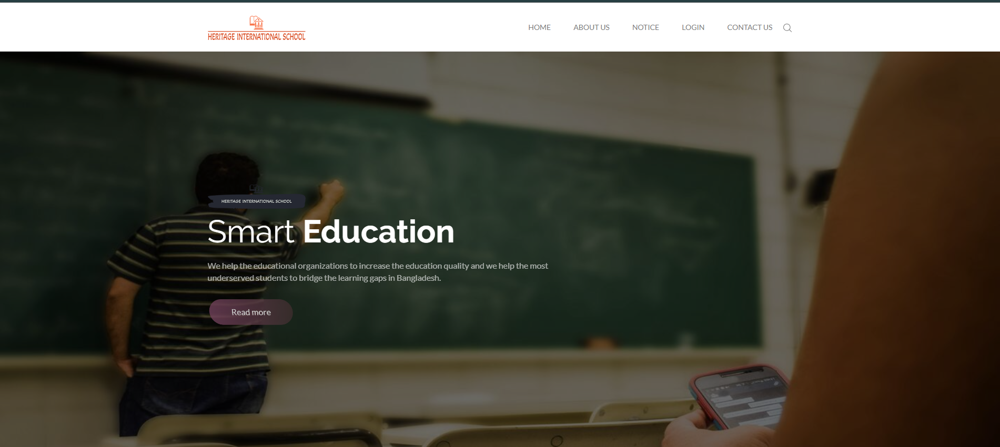 HERITAGE INTERNATIONAL SCHOOL
HOME
ABOUT US
NOTICE
LOGIN
CONTACT US
HERITAGE INTERNATIONAL SCHOOL
Smart Education
We help the educational organizations to increase the education quality and we help the most
underserved students to bridge the learning gaps in Bangladesh.
Read more